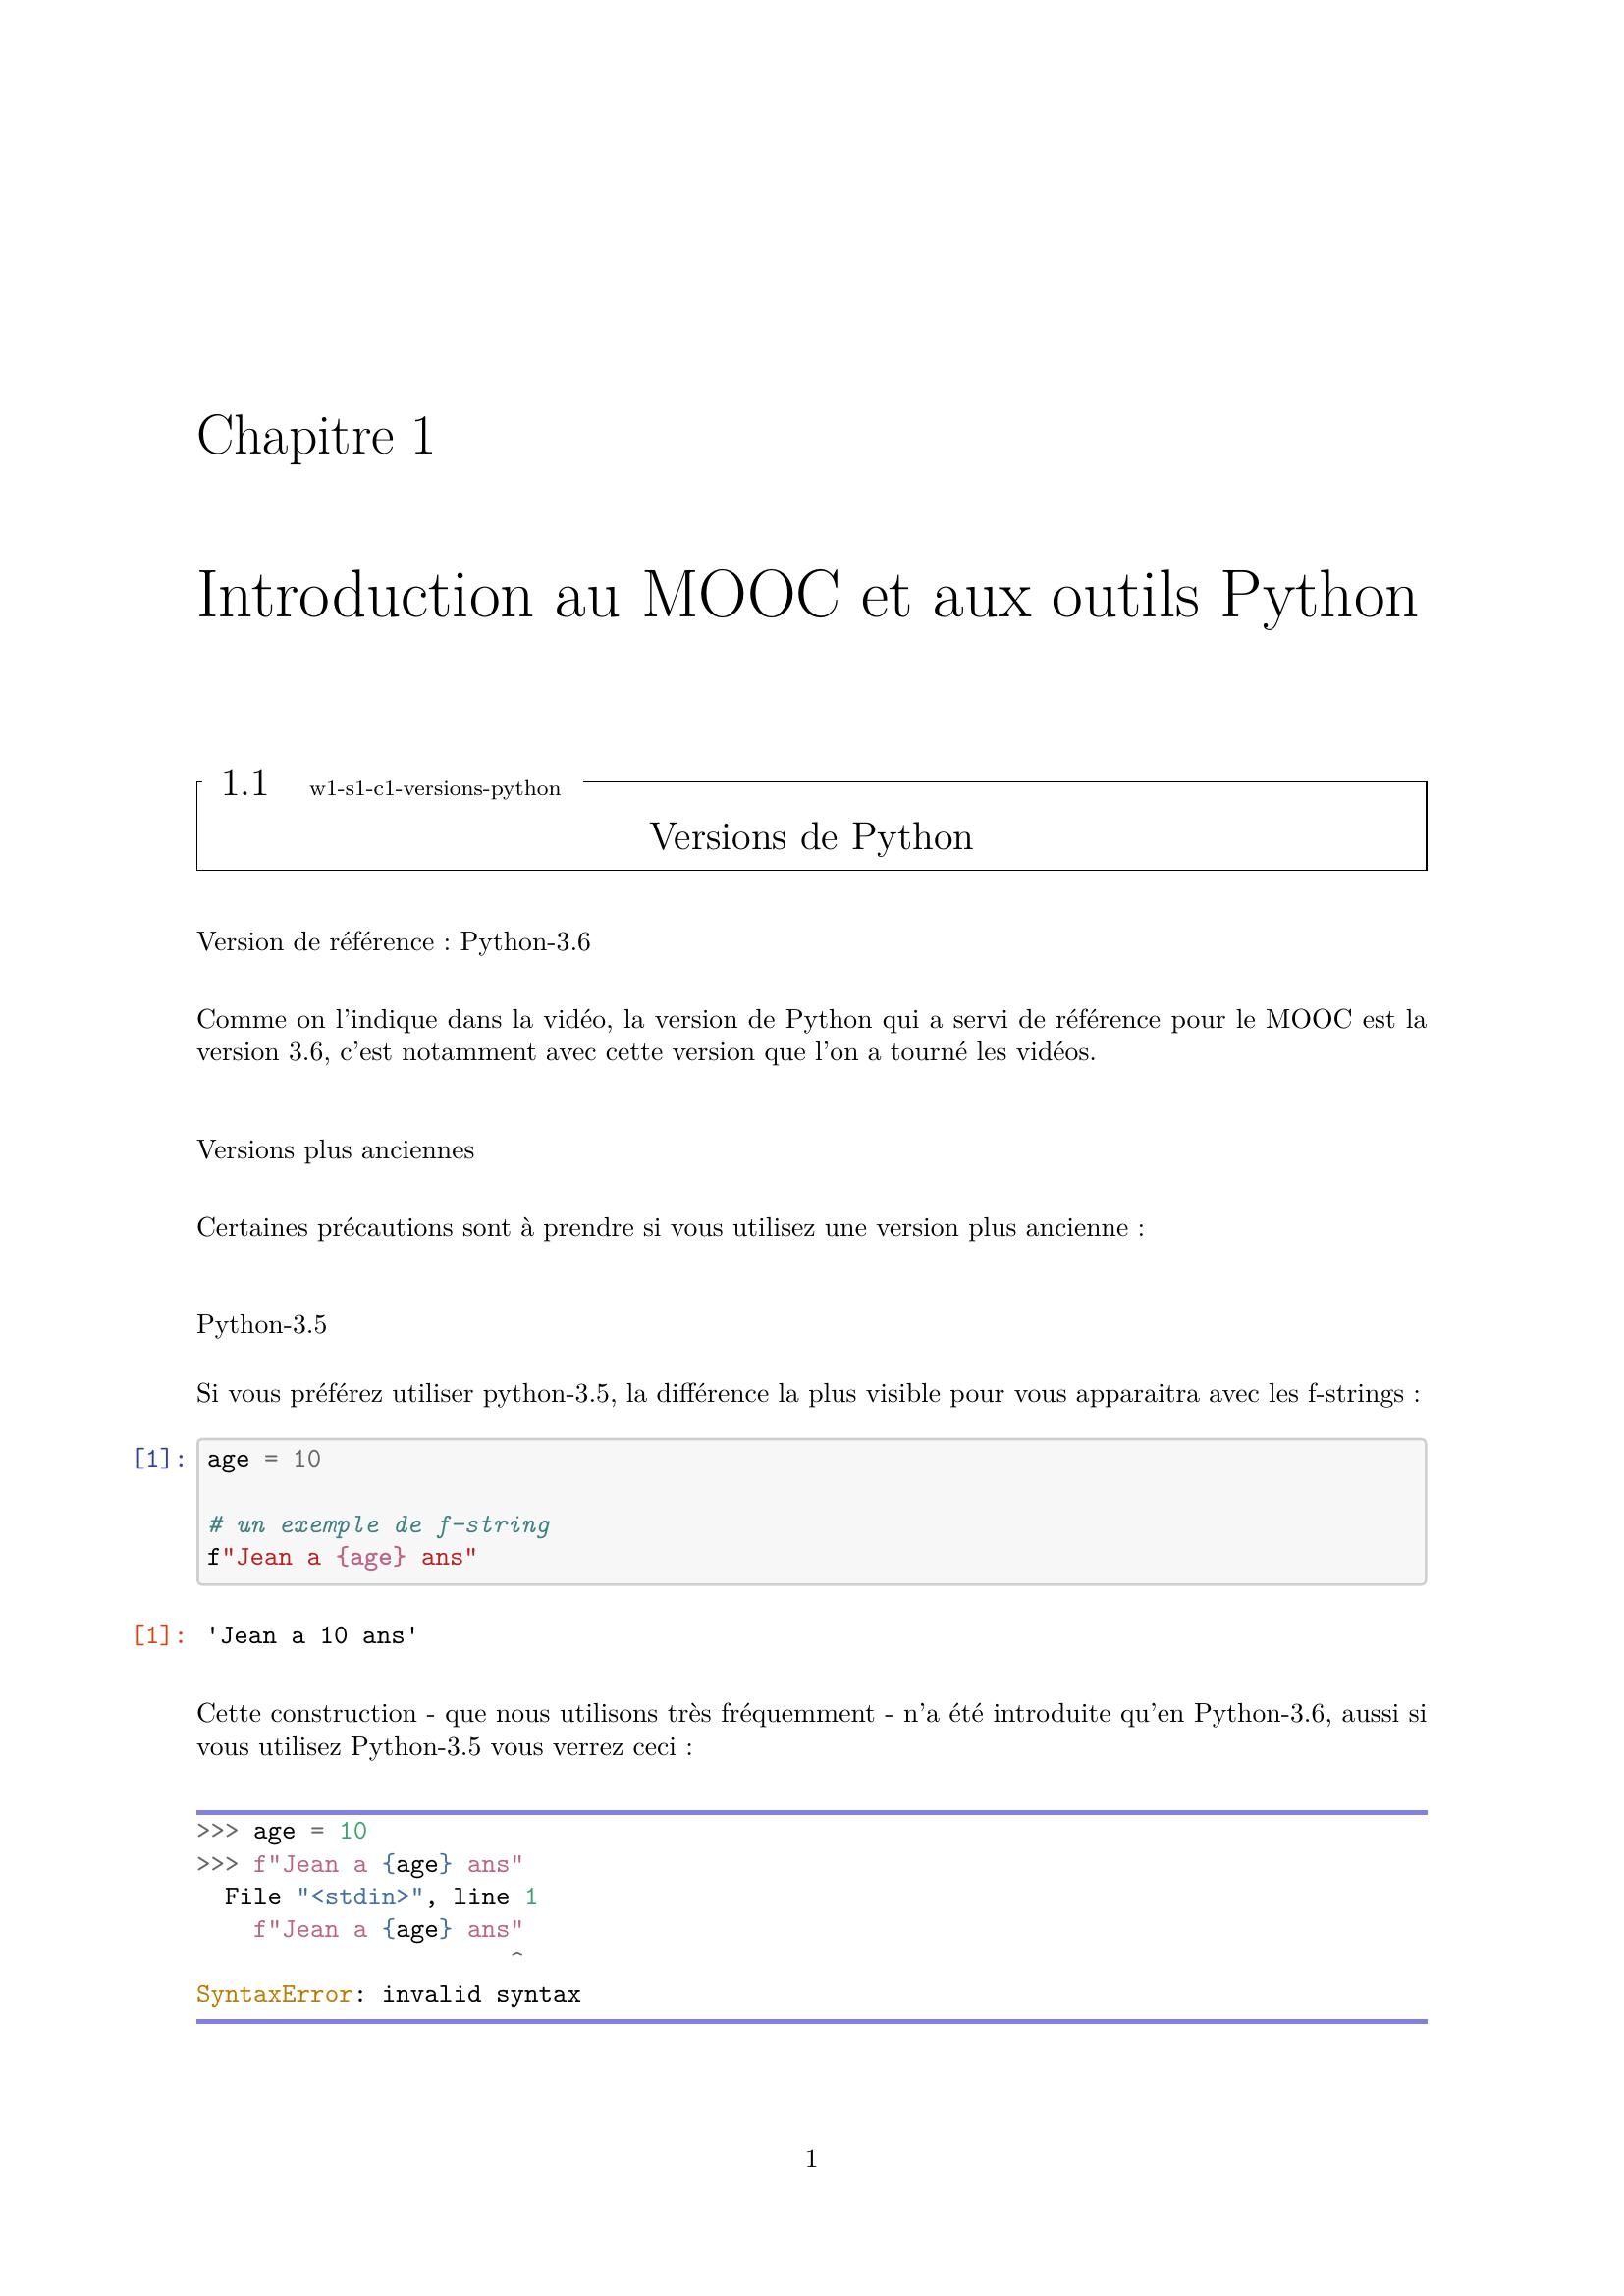 Chapitre 1
Introduction au MOOC et aux outils Python
1.1 w1-s1-c1-versions-python
Versions de Python
Version de référence : Python-3.6
Comme on l'indique dans la vidéo, la version de Python qui a servi de référence pour le MOOC est la
version 3.6, c'est notamment avec cette version que l'on a tourné les vidéos.
Versions plus anciennes
Certaines précautions sont à prendre si vous utilisez une version plus ancienne :
Python-3.5
Si vous préférez utiliser python-3.5, la différence la plus visible pour vous apparaitra avec les f-strings :
[1]: age = 10
# un exemple de f-string
f"Jean a {age} ans"
[1]: 'Jean a 10 ans'
Cette construction - que nous utilisons très fréquemment - n'a été introduite qu'en Python-3.6, aussi si
vous utilisez Python-3.5 vous verrez ceci :
>>> age = 10
>>> f"Jean a {age} ans"
  File "<stdin>", line 1
    f"Jean a {age} ans"
                      ^
SyntaxError: invalid syntax
1